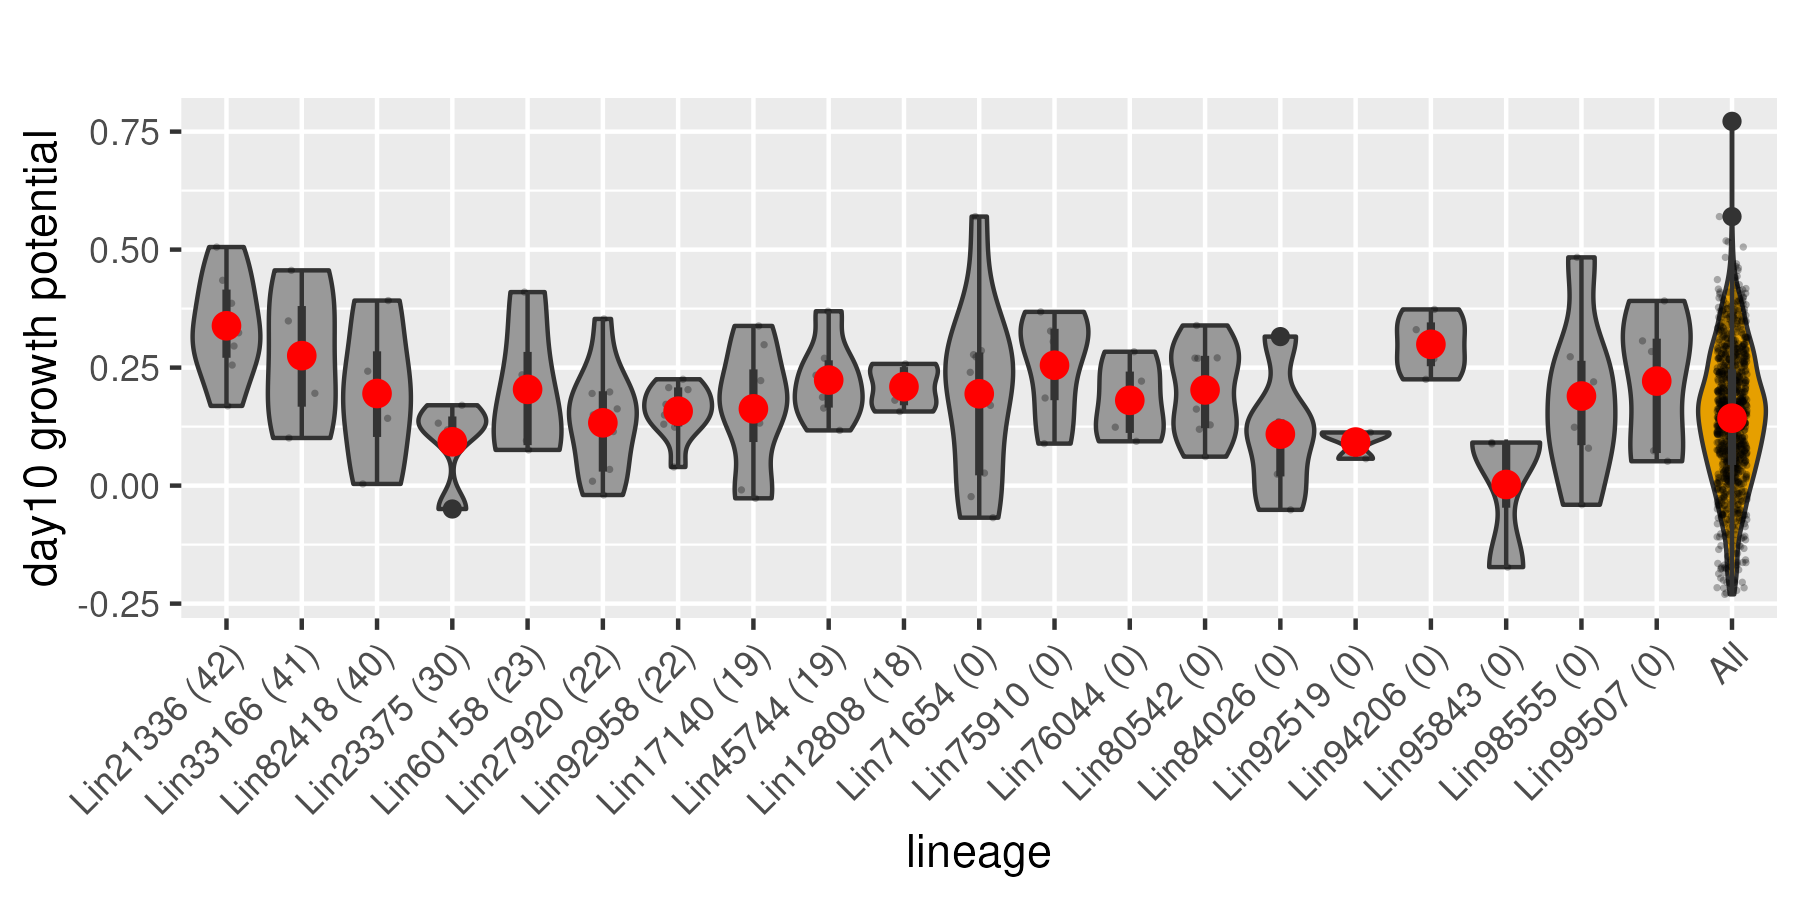 day10 growth potential
0.75
0.50
0.25
0.00
-0.25
Lin21336 (42)
Lin33166 (41)
Lin82418 (40)
Lin23375 (30)
Lin60158 (23)
Lin27920 (22)
Lin92958 (22)
Lin17140 (19)
Lin45744 (19)
Lin12808 (18)
Lin71654 (0)
Lin75910 (0)
Lin76044 (0)
Lin80542 (0)
Lin84026 (0)
Lin92519 (0)
Lin94206 (0)
Lin95843 (0)
Lin98555 (0)
Lin99507 (0)
All
lineage